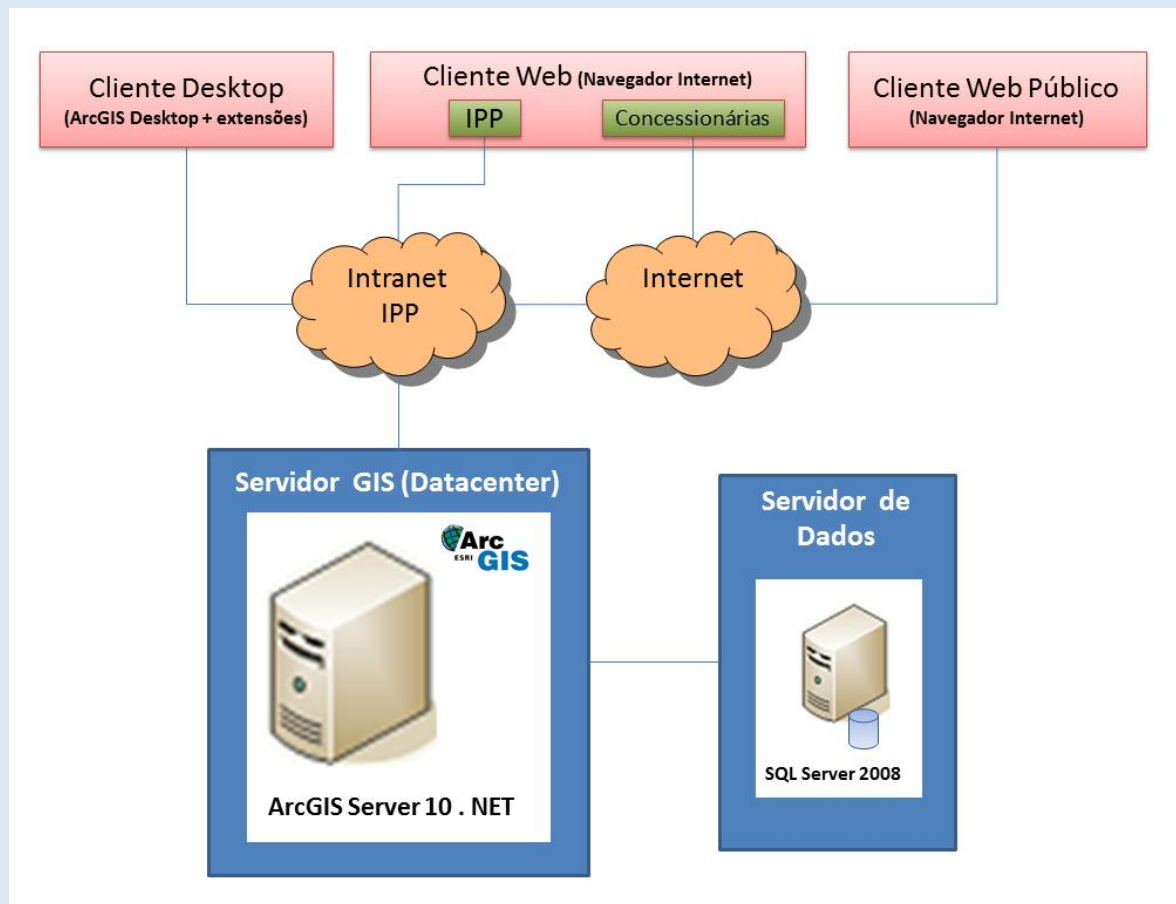 Cliente Desktop
(ArcGIS Desktop + extensões)
Cliente Web (Navegador Internet)
IPP
Concessionárias
Cliente Web Público
(Navegador Internet)
Intranet
IPP
Internet
Servidor GIS (Datacenter)
Arc
ESRI GIS
ArcGIS Server 10 . NET
Servidor de
Dados
SQL Server 2008